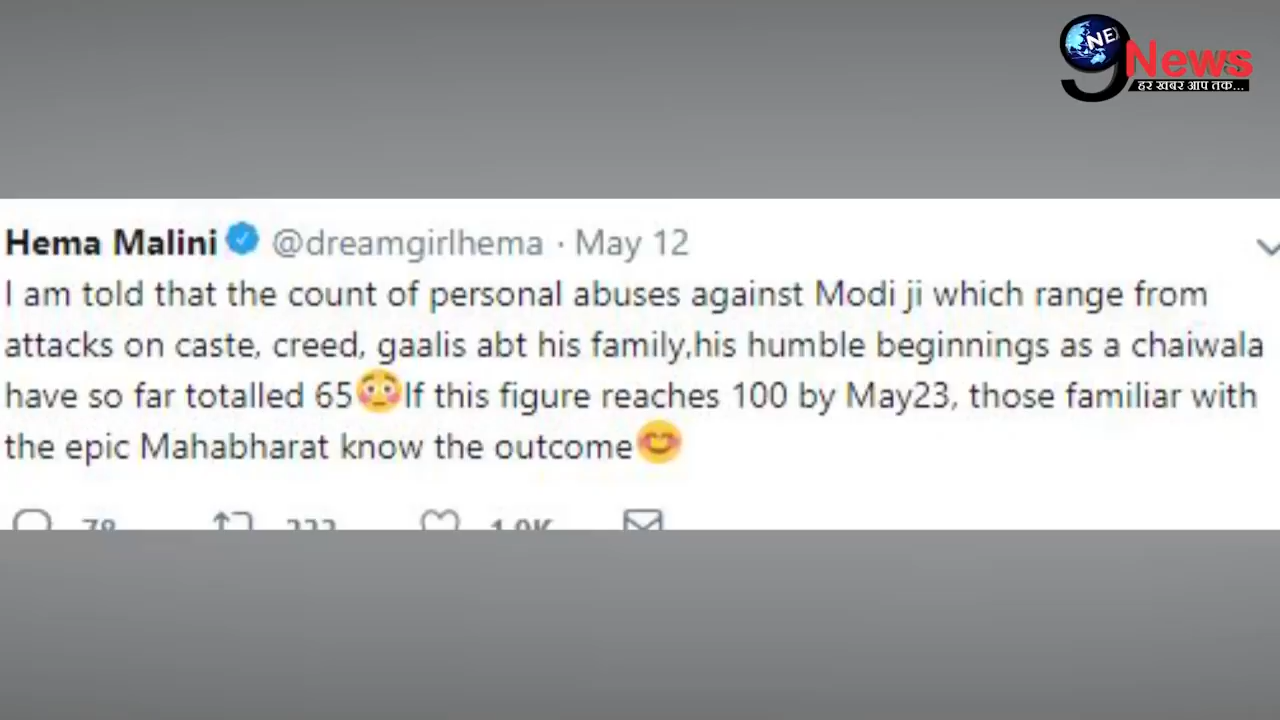 NE
9 News
हर खबर आप तक...
Hema Malini @dreamgirlhema · May 12
I am told that the count of personal abuses against Modi ji which range from
attacks on caste, creed, gaalis abt his family,his humble beginnings as a chaiwala
have so far totalled 65😳If this figure reaches 100 by May23, those familiar with
the epic Mahabharat know the outcome😊